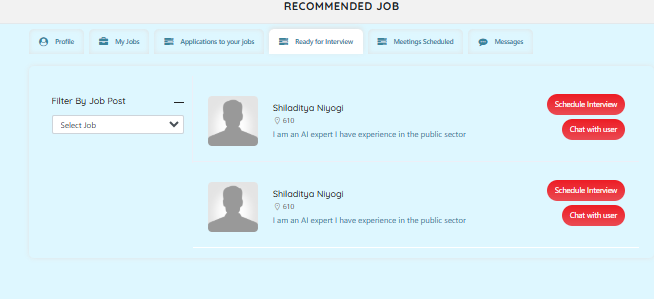 RECOMMENDED JOB
Profile
My Jobs
Applications to your jobs
Ready for Interview
Meetings Scheduled
Messages
Filter By Job Post
Select Job
Shiladitya Niyogi
610
I am an AI expert I have experience in the public sector
Schedule Interview
Chat with user
Shiladitya Niyogi
610
I am an AI expert I have experience in the public sector
Schedule Interview
Chat with user